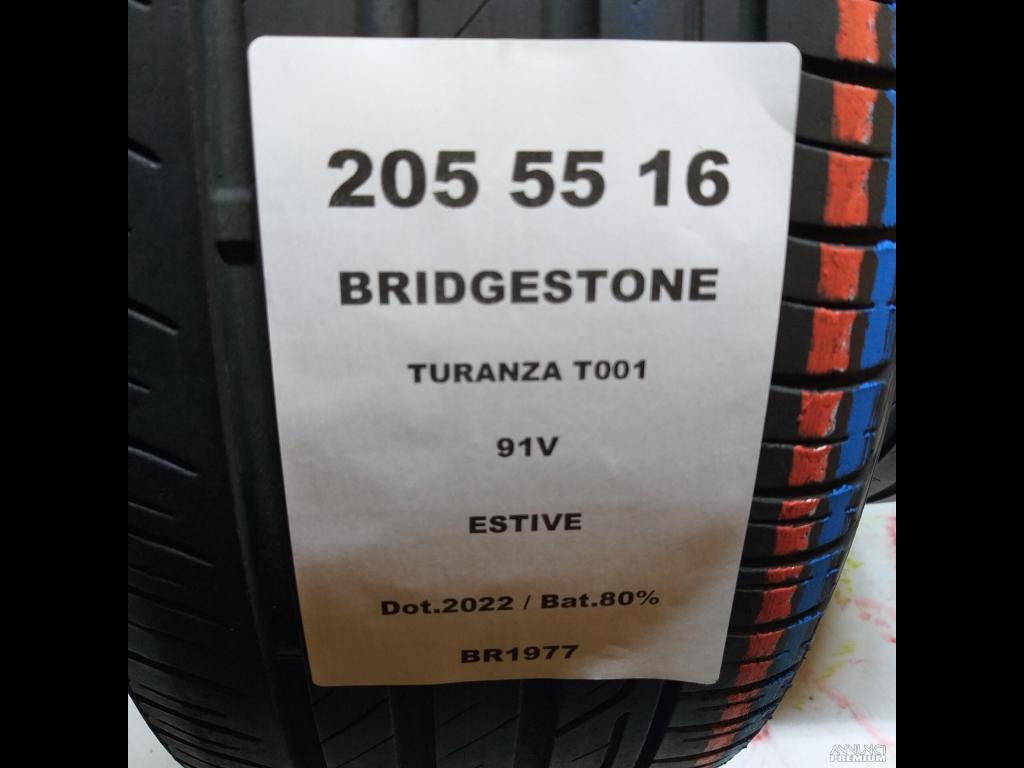 205 55 16
BRIDGESTONE
TURANZA T001
91V
ESTIVE
Dot.2022 / Bat.80%
BR1977
ANNUNCI
PREMIUM